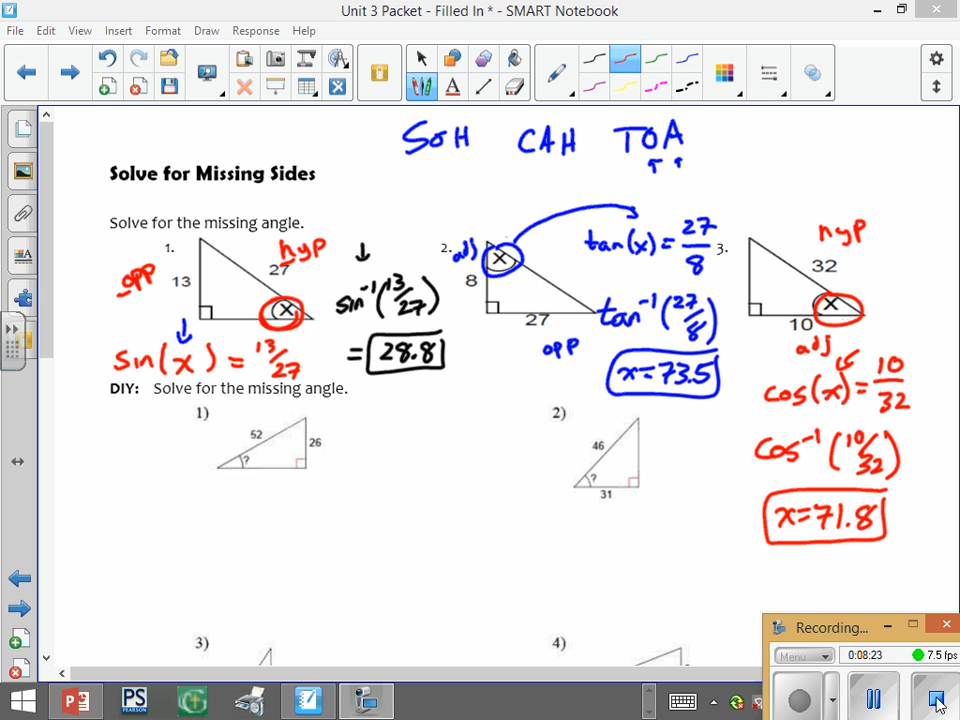 Unit 3 Packet - Filled In * - SMART Notebook
File Edit View Insert Format Draw Response Help
SOH CAH TOA
Solve for Missing Sides
Solve for the missing angle.
1.
opp
13
hyp
27
x
sin(x) = 13/27
sin⁻¹(13/27)
= 28.8
2.
adj
8
x
27
opp
tan(x) = 27/8
tan⁻¹(27/8)
x=73.5
3.
hyp
32
x
10
adj
cos(x) = 10/32
cos⁻¹(10/32)
x=71.8
DIY: Solve for the missing angle.
1)
52
26
?
2)
46
?
31
3)
4)
Recording...
Menu
0:08:23
7.5 fps
PS
PEARSON